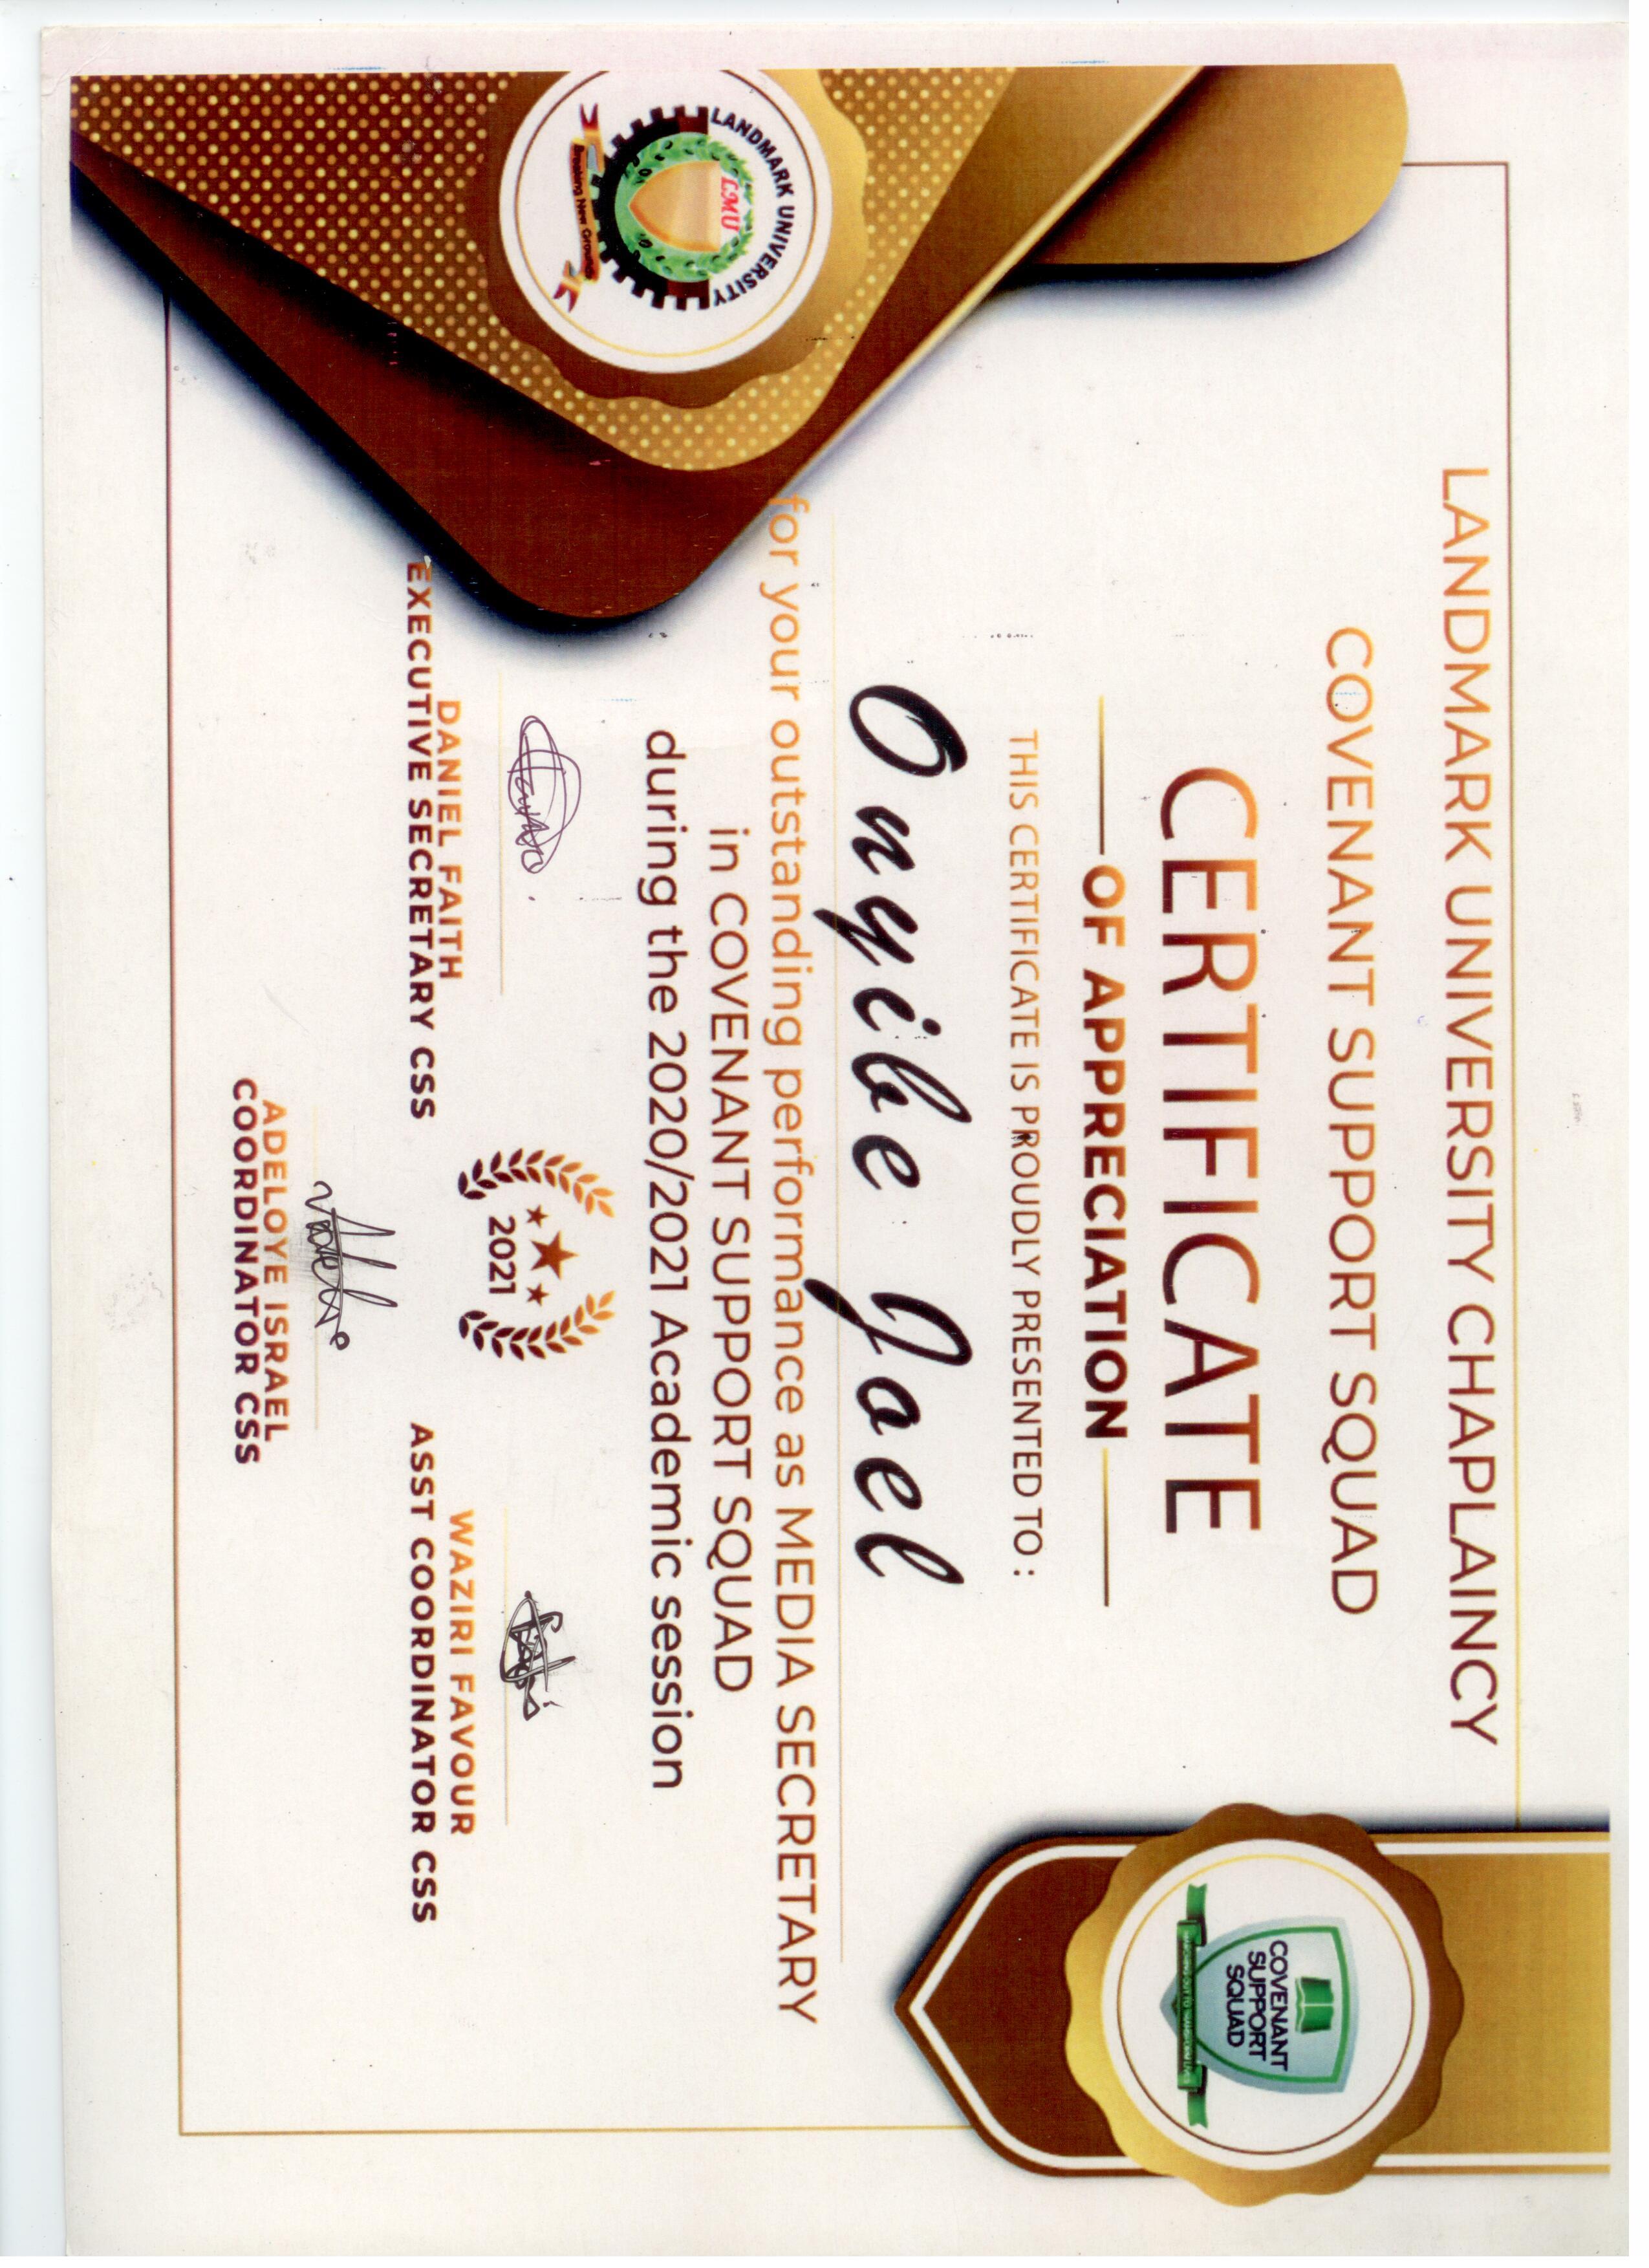 LANDMARK UNIVERSITY CHAPLAINCY
COVENANT SUPPORT SQUAD
COVENANT
SUPPORT
SQUAD
MARCHING OUT TO TRANSFORM LIVES
CERTIFICATE
OF APPRECIATION
THIS CERTIFICATE IS PROUDLY PRESENTED TO :
Onyibe Joel
for your outstanding performance as MEDIA SECRETARY
in COVENANT SUPPORT SQUAD
during the 2020/2021 Academic session
LANDMARK UNIVERSITY
LMU
Breaking New Grounds
2021
DANIEL FAITH
EXECUTIVE SECRETARY CSS
WAZIRI FAVOUR
ASST COORDINATOR CSS
ADELOYE ISRAEL
COORDINATOR CSS